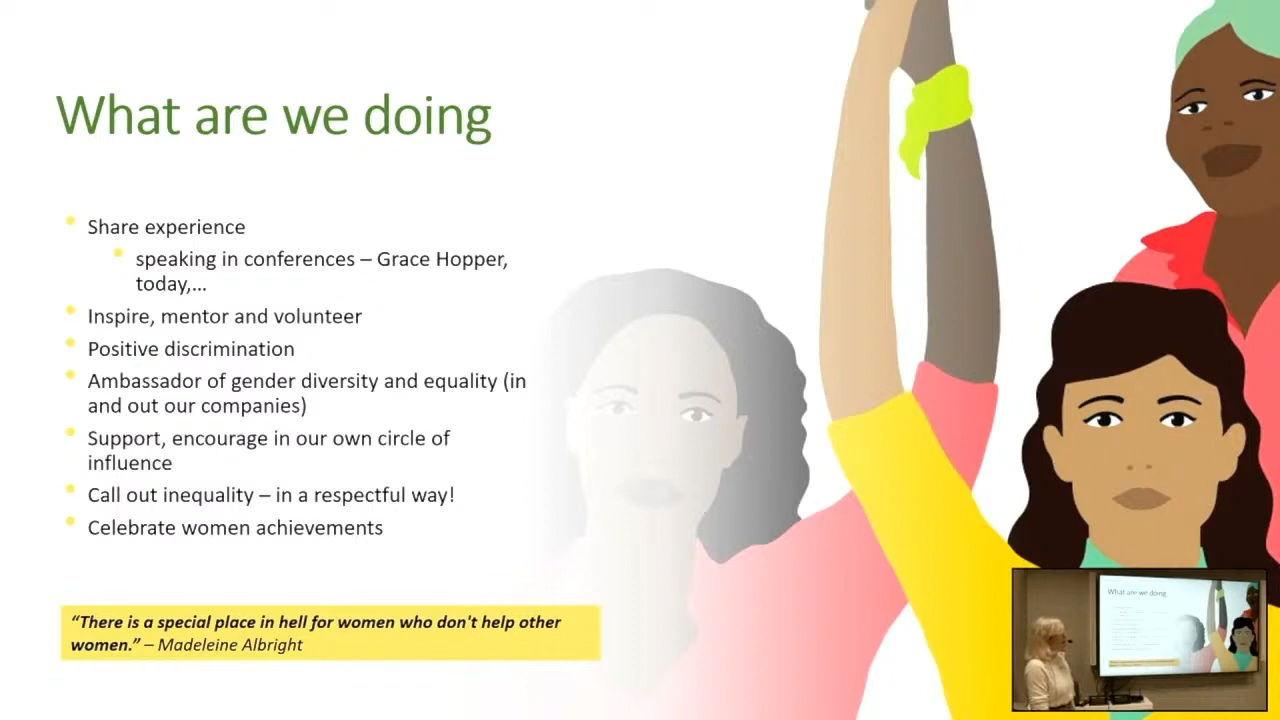 What are we doing
Share experience
speaking in conferences – Grace Hopper,
today,...
Inspire, mentor and volunteer
Positive discrimination
Ambassador of gender diversity and equality (in
and out our companies)
Support, encourage in our own circle of
influence
Call out inequality – in a respectful way!
Celebrate women achievements
“There is a special place in hell for women who don't help other
women.” – Madeleine Albright
What are we doing